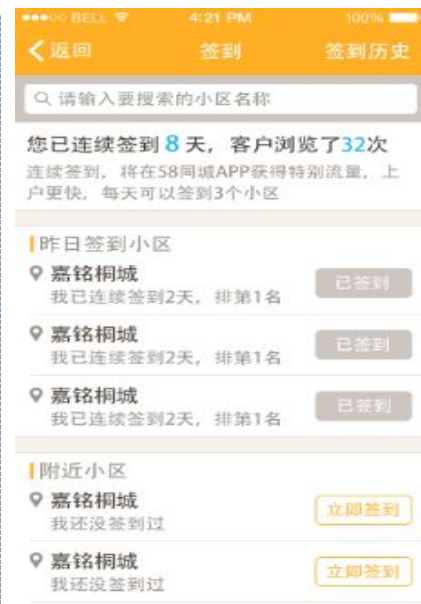 BELL 4:21 PM 100%
返回 签到 签到历史
请输入要搜索的小区名称
您已连续签到 8 天，客户浏览了32次
连续签到，将在58同城APP获得特别流量，上
户更快，每天可以签到3个小区
昨日签到小区
嘉铭桐城
我已连续签到2天，排第1名
已签到
嘉铭桐城
我已连续签到2天，排第1名
已签到
嘉铭桐城
我已连续签到2天，排第1名
已签到
附近小区
嘉铭桐城
我还没签到过
立即签到
嘉铭桐城
我还没签到过
立即签到